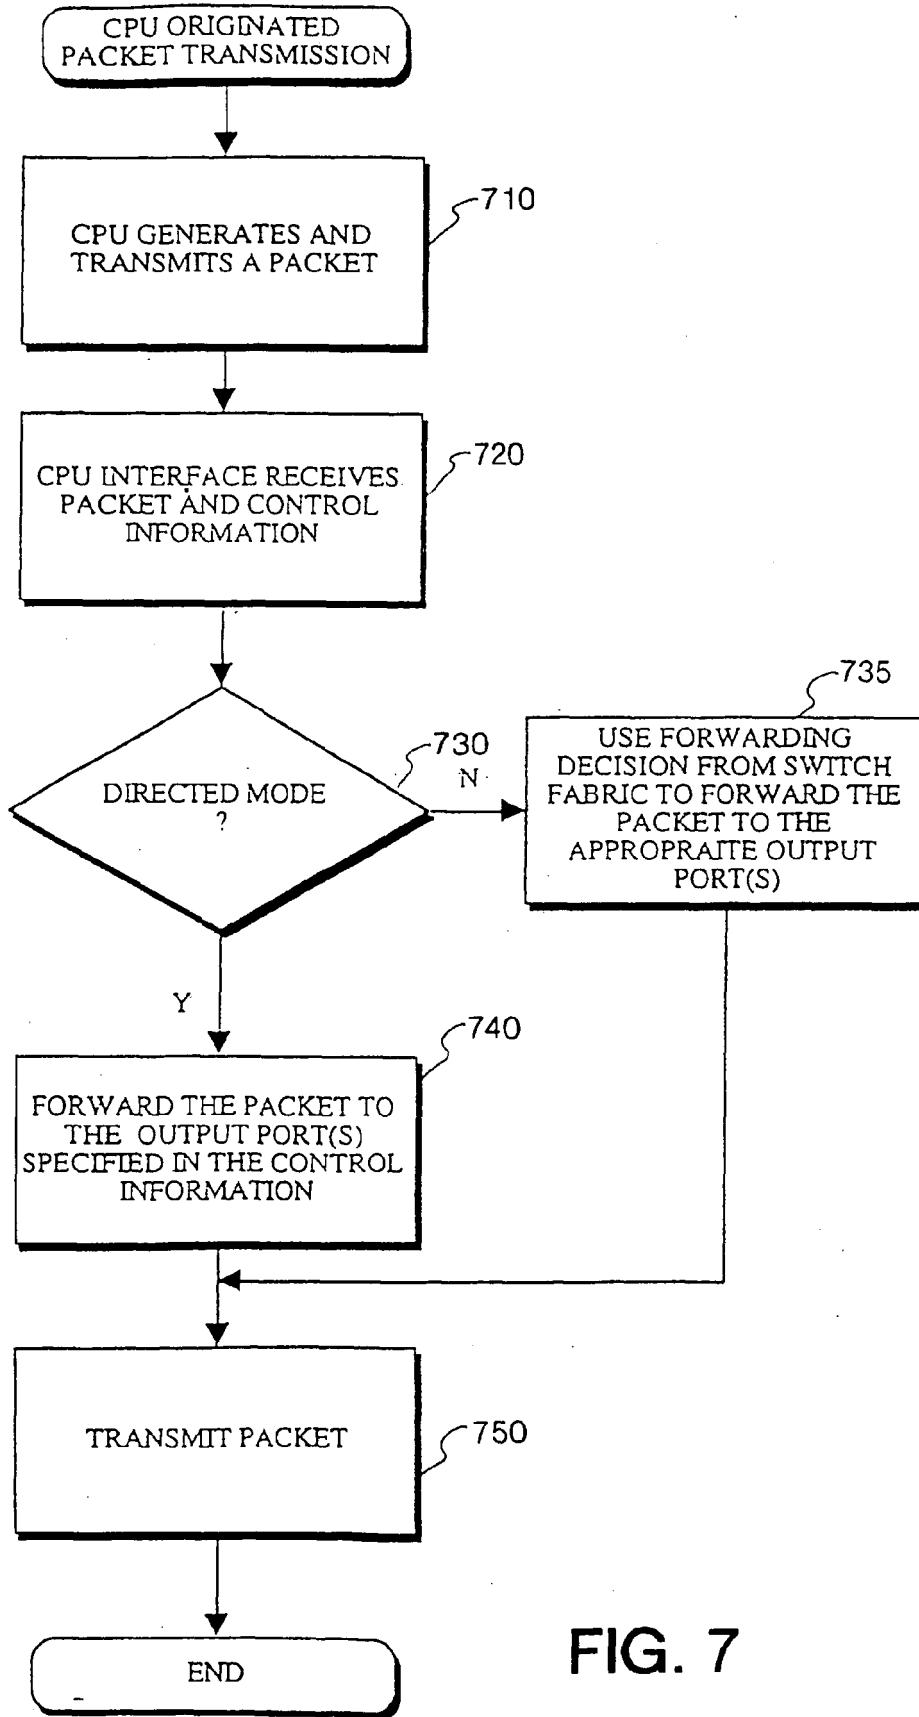 CPU ORIGINATED
PACKET TRANSMISSION
710
CPU GENERATES AND
TRANSMITS A PACKET
720
CPU INTERFACE RECEIVES
PACKET AND CONTROL
INFORMATION
730
DIRECTED MODE
?
N
735
USE FORWARDING
DECISION FROM SWITCH
FABRIC TO FORWARD THE
PACKET TO THE
APPROPRAITE OUTPUT
PORT(S)
Y
740
FORWARD THE PACKET TO
THE OUTPUT PORT(S)
SPECIFIED IN THE CONTROL
INFORMATION
750
TRANSMIT PACKET
END
FIG. 7